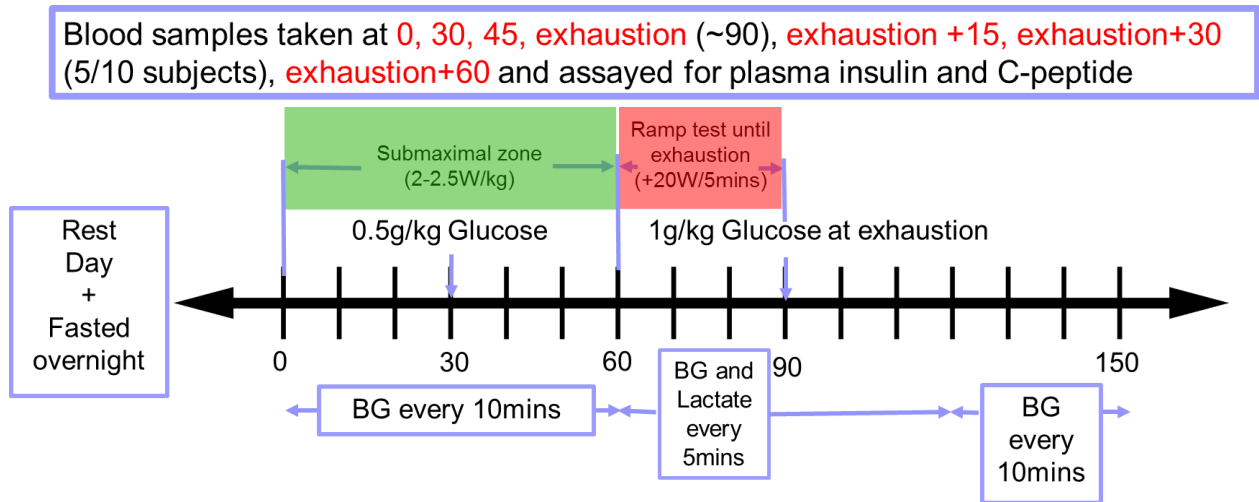 Blood samples taken at 0, 30, 45, exhaustion (~90), exhaustion +15, exhaustion+30
(5/10 subjects), exhaustion+60 and assayed for plasma insulin and C-peptide
Submaximal zone
(2-2.5W/kg)
Ramp test until
exhaustion
(+20W/5mins)
Rest
Day
+
Fasted
overnight
0.5g/kg Glucose
1g/kg Glucose at exhaustion
0
30
60
90
150
BG every 10mins
BG and
Lactate
every
5mins
BG
every
10mins